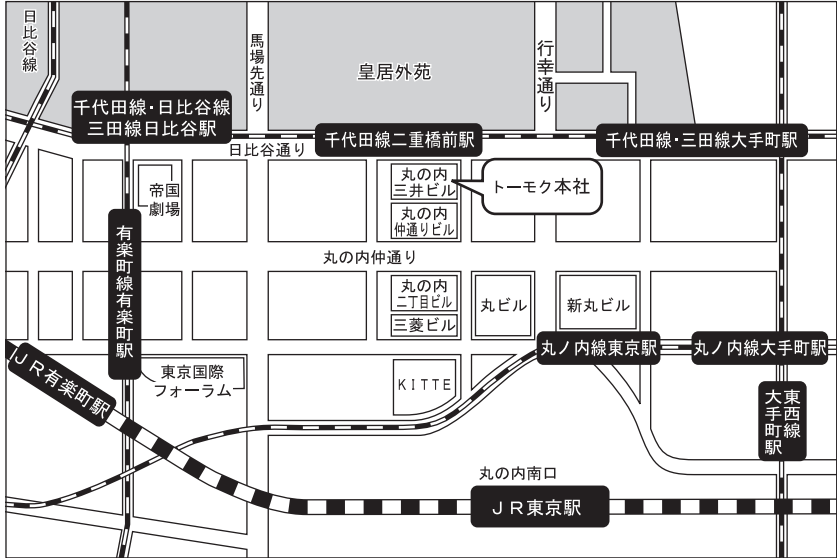 日比谷線
馬場先通り
皇居外苑
行幸通り
千代田線・日比谷線
三田線日比谷駅
日比谷通り
千代田線二重橋前駅
千代田線・三田線大手町駅
帝国
劇場
丸の内
三井ビル
トーモク本社
丸の内
仲通りビル
有楽町線有楽町駅
丸の内仲通り
丸の内
二丁目ビル
三菱ビル
丸ビル
新丸ビル
丸ノ内線東京駅
丸ノ内線大手町駅
JR有楽町駅
東京国際
フォーラム
KITTE
東西線
大手町駅
丸の内南口
JR東京駅